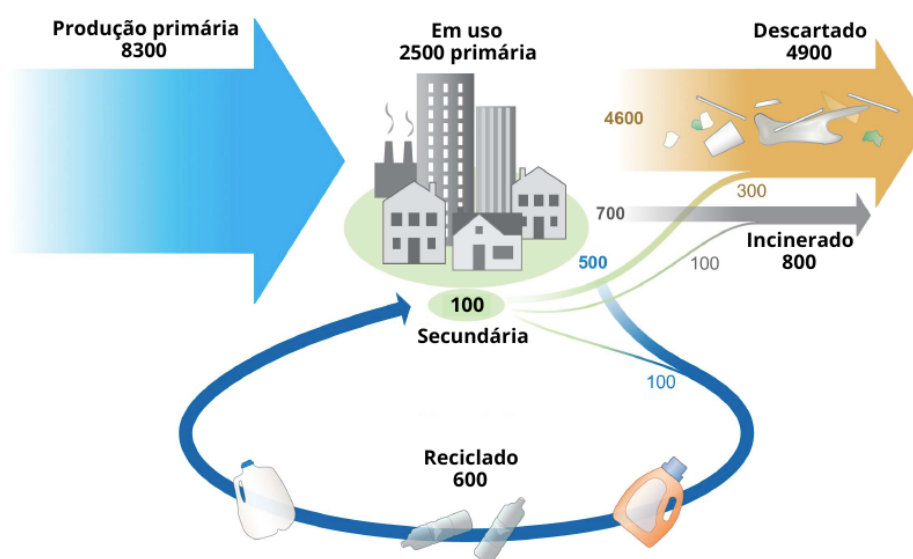 Produção primária
8300
Em uso
2500 primária
Descartado
4900
4600
300
700
Incinerado
800
500
100
100
Secundária
100
Reciclado
600